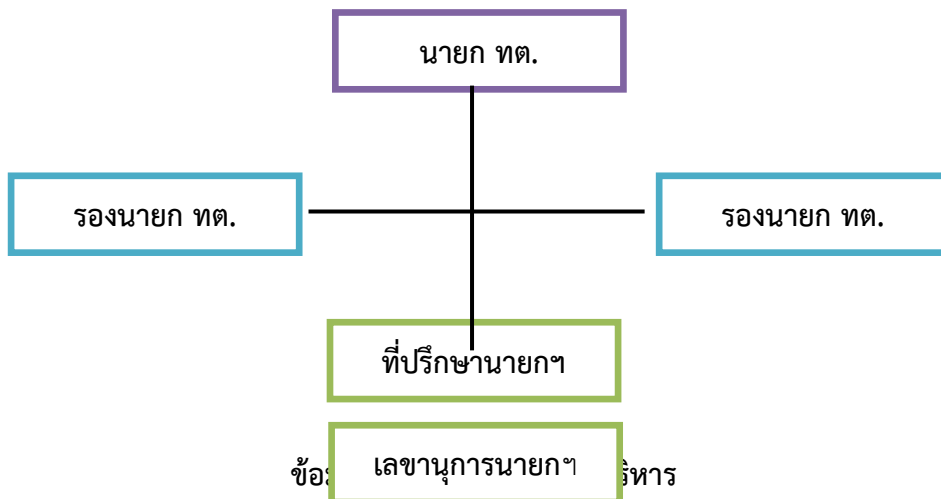 นายก ทต.
รองนายก ทต. รองนายก ทต.
ที่ปรึกษานายกฯ
เลขานุการนายกฯ